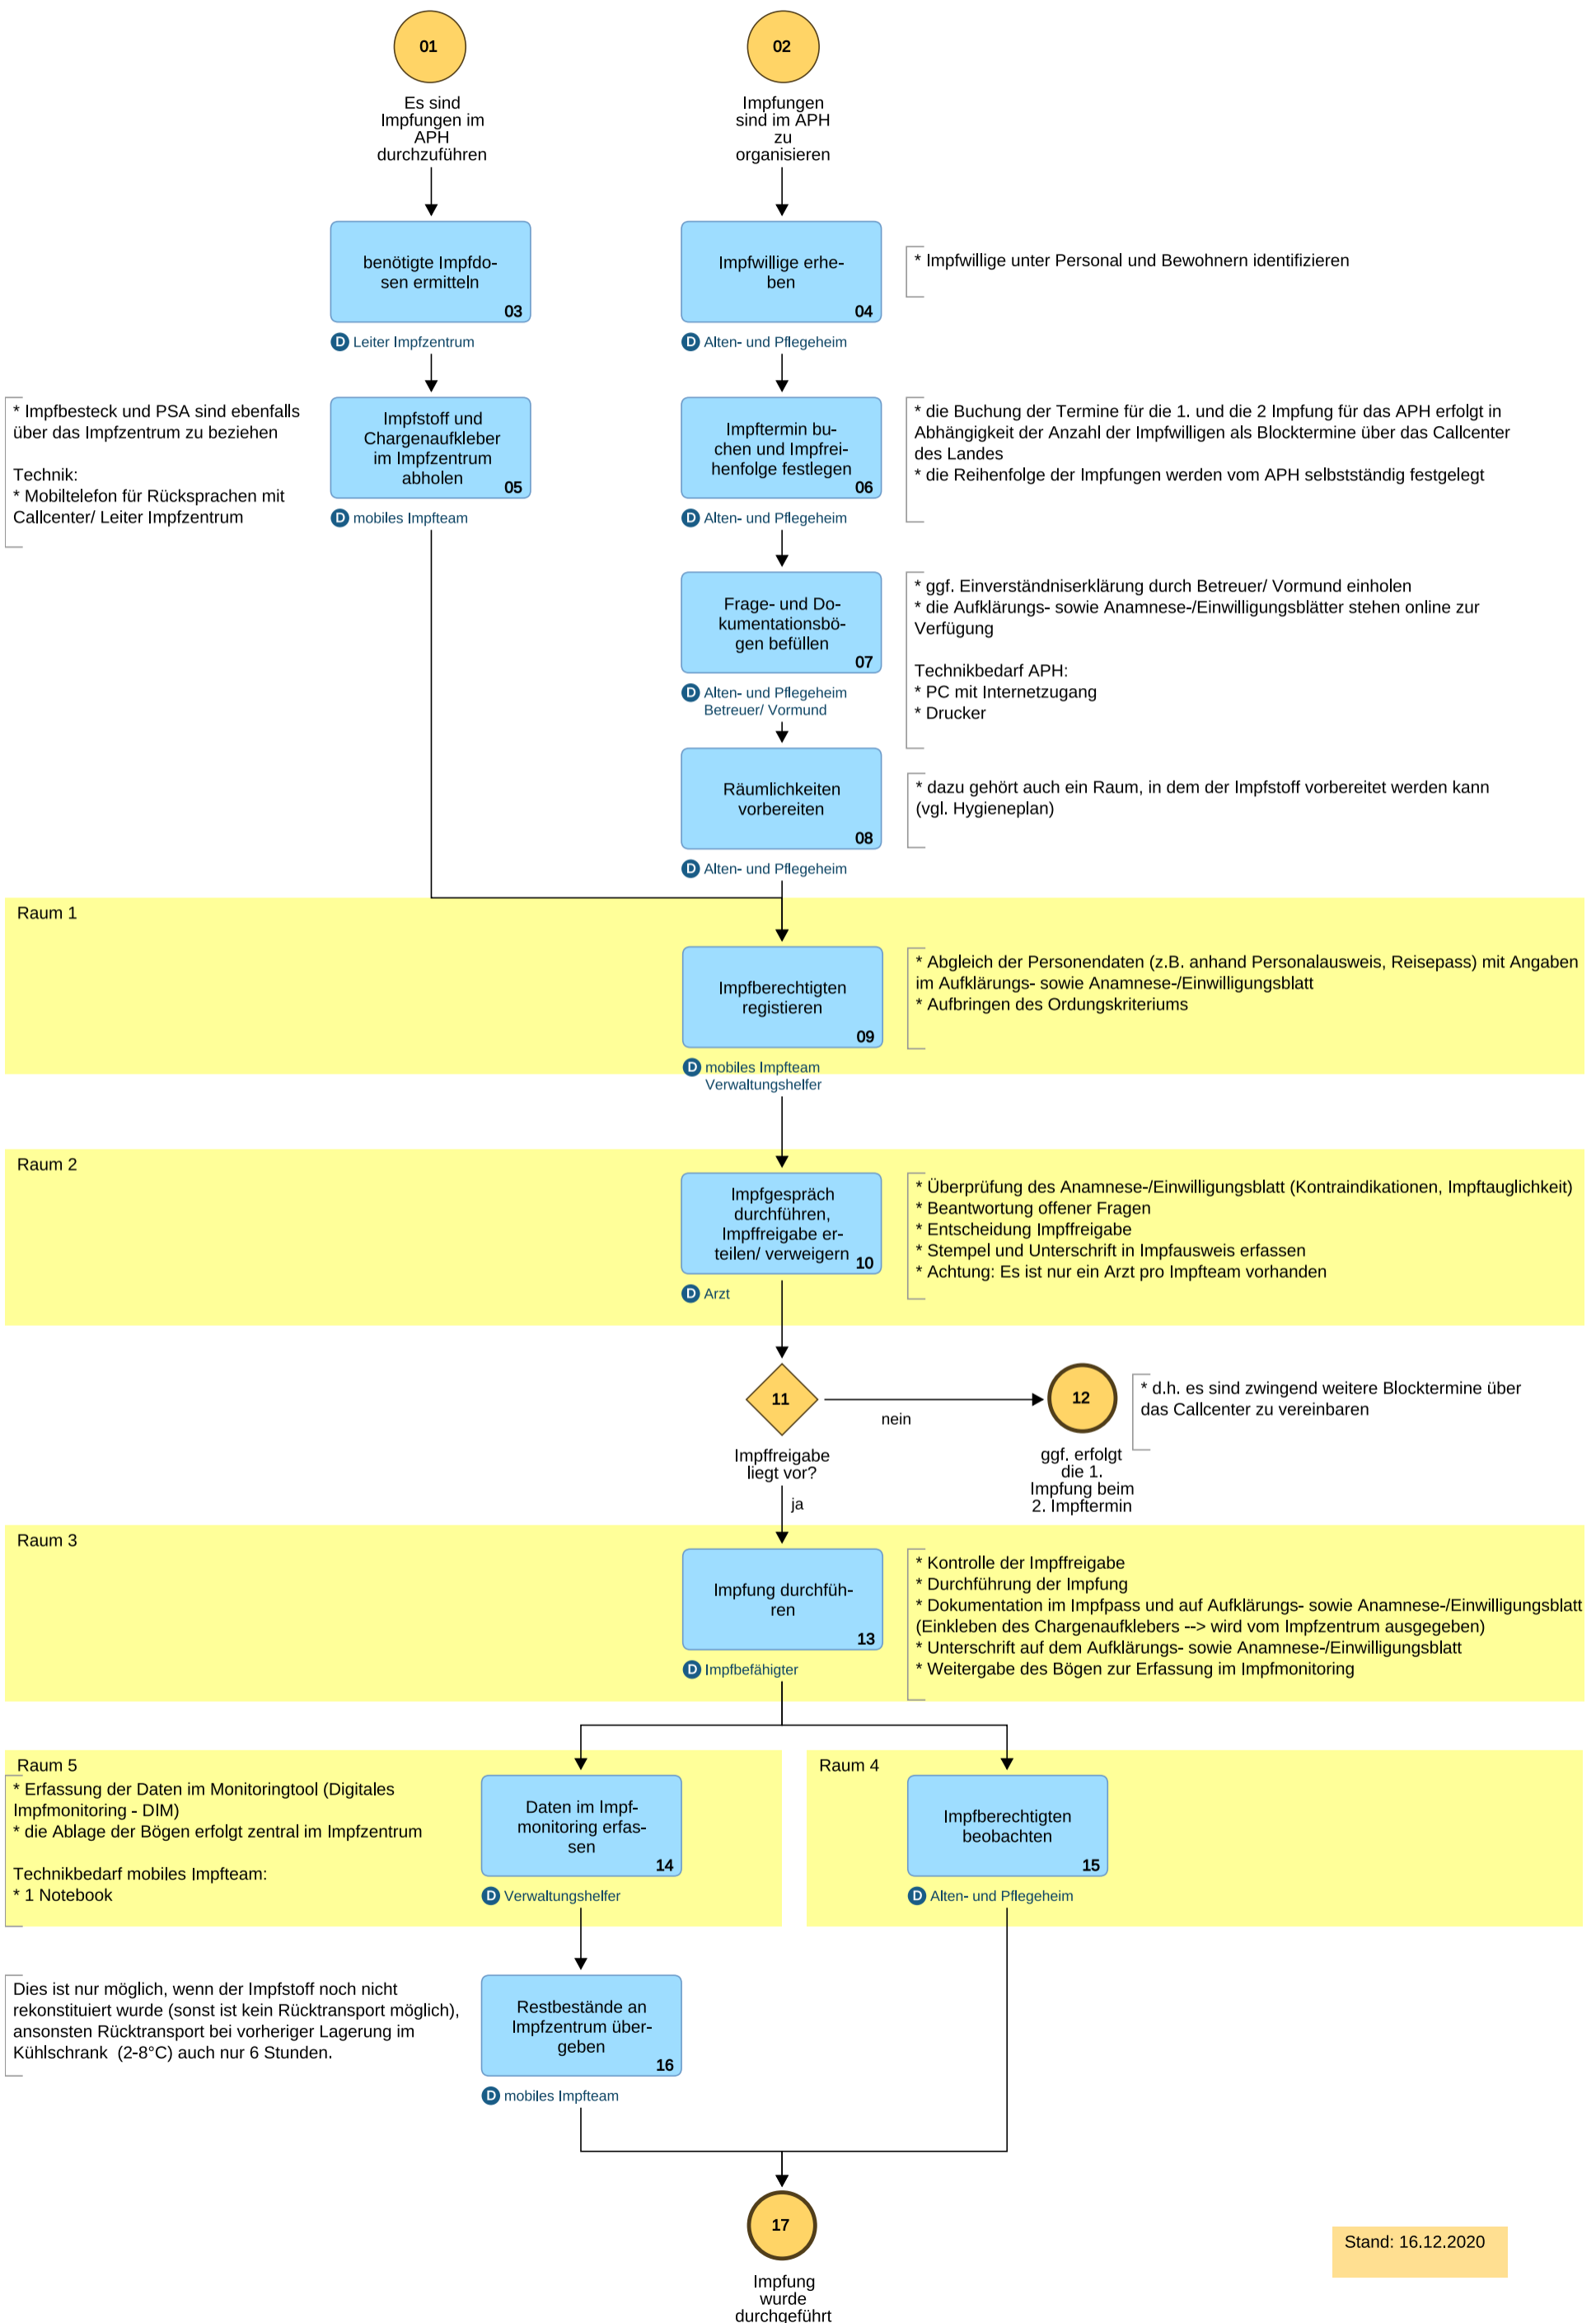 01
Es sind
Impfungen im
APH
durchzuführen
02
Impfungen
sind im APH
zu
organisieren
benötigte Impfdo-
sen ermitteln
03
D Leiter Impfzentrum
Impfwillige erhe-
ben
04
D Alten- und Pflegeheim
* Impfwillige unter Personal und Bewohnern identifizieren
* Impfbesteck und PSA sind ebenfalls
über das Impfzentrum zu beziehen
Technik:
* Mobiltelefon für Rücksprachen mit
Callcenter/ Leiter Impfzentrum
Impfstoff und
Chargenaufkleber
im Impfzentrum
abholen
05
D mobiles Impfteam
Impftermin bu-
chen und Impfrei-
henfolge festlegen
06
D Alten- und Pflegeheim
* die Buchung der Termine für die 1. und die 2 Impfung für das APH erfolgt in
Abhängigkeit der Anzahl der Impfwilligen als Blocktermine über das Callcenter
des Landes
* die Reihenfolge der Impfungen werden vom APH selbstständig festgelegt
Frage- und Do-
kumentationsbö-
gen befüllen
07
D Alten- und Pflegeheim
Betreuer/ Vormund
* ggf. Einverständniserklärung durch Betreuer/ Vormund einholen
* die Aufklärungs- sowie Anamnese-/Einwilligungsblätter stehen online zur
Verfügung
Technikbedarf APH:
* PC mit Internetzugang
* Drucker
Räumlichkeiten
vorbereiten
08
D Alten- und Pflegeheim
* dazu gehört auch ein Raum, in dem der Impfstoff vorbereitet werden kann
(vgl. Hygieneplan)
Raum 1
Impfberechtigten
registieren
09
D mobiles Impfteam
Verwaltungshelfer
* Abgleich der Personendaten (z.B. anhand Personalausweis, Reisepass) mit Angaben
im Aufklärungs- sowie Anamnese-/Einwilligungsblatt
* Aufbringen des Ordungskriteriums
Raum 2
Impfgespräch
durchführen,
Impffreigabe er-
teilen/ verweigern
10
D Arzt
* Überprüfung des Anamnese-/Einwilligungsblatt (Kontraindikationen, Impftauglichkeit)
* Beantwortung offener Fragen
* Entscheidung Impffreigabe
* Stempel und Unterschrift in Impfausweis erfassen
* Achtung: Es ist nur ein Arzt pro Impfteam vorhanden
11
Impffreigabe
liegt vor?
nein
ja
12
ggf. erfolgt
die 1.
Impfung beim
2. Impftermin
* d.h. es sind zwingend weitere Blocktermine über
das Callcenter zu vereinbaren
Raum 3
Impfung durchfüh-
ren
13
D Impfbefähigter
* Kontrolle der Impffreigabe
* Durchführung der Impfung
* Dokumentation im Impfpass und auf Aufklärungs- sowie Anamnese-/Einwilligungsblatt
(Einkleben des Chargenaufklebers --> wird vom Impfzentrum ausgegeben)
* Unterschrift auf dem Aufklärungs- sowie Anamnese-/Einwilligungsblatt
* Weitergabe des Bögen zur Erfassung im Impfmonitoring
Raum 5
* Erfassung der Daten im Monitoringtool (Digitales
Impfmonitoring - DIM)
* die Ablage der Bögen erfolgt zentral im Impfzentrum
Technikbedarf mobiles Impfteam:
* 1 Notebook
Daten im Impf-
monitoring erfas-
sen
14
D Verwaltungshelfer
Raum 4
Impfberechtigten
beobachten
15
D Alten- und Pflegeheim
Dies ist nur möglich, wenn der Impfstoff noch nicht
rekonstituiert wurde (sonst ist kein Rücktransport möglich),
ansonsten Rücktransport bei vorheriger Lagerung im
Kühlschrank (2-8°C) auch nur 6 Stunden.
Restbestände an
Impfzentrum über-
geben
16
D mobiles Impfteam
17
Impfung
wurde
durchgeführt
Stand: 16.12.2020